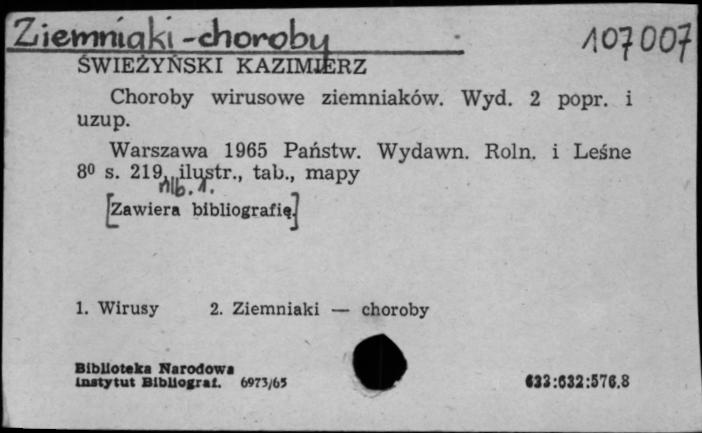 Ziemniaki - choroby 107007
ŚWIEŻYŃSKI KAZIMIERZ
Choroby wirusowe ziemniaków. Wyd. 2 popr. i
uzup.
Warszawa 1965 Państw. Wydawn. Roln. i Leśne
8⁰ s. 219, ilustr., tab., mapy
nlb. 1.
[Zawiera bibliografię.]
1. Wirusy 2. Ziemniaki — choroby
Biblioteka Narodowa
Instytut Bibliograf. 6973/65 633:632:576.8